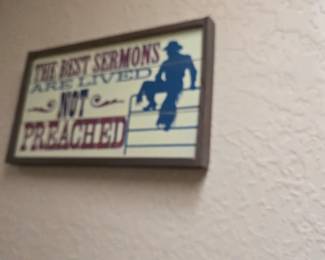 THE BEST SERMONS
ARE LIVED
NOT
PREACHED